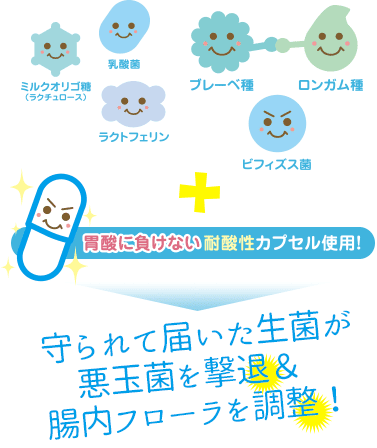 乳酸菌
ミルクオリゴ糖
（ラクチュロース）
ブレーベ種
ロンガム種
ラクトフェリン
ビフィズス菌
+
胃酸に負けない耐酸性カプセル使用!
守られて届いた生菌が
悪玉菌を撃退&
腸内フローラを調整!